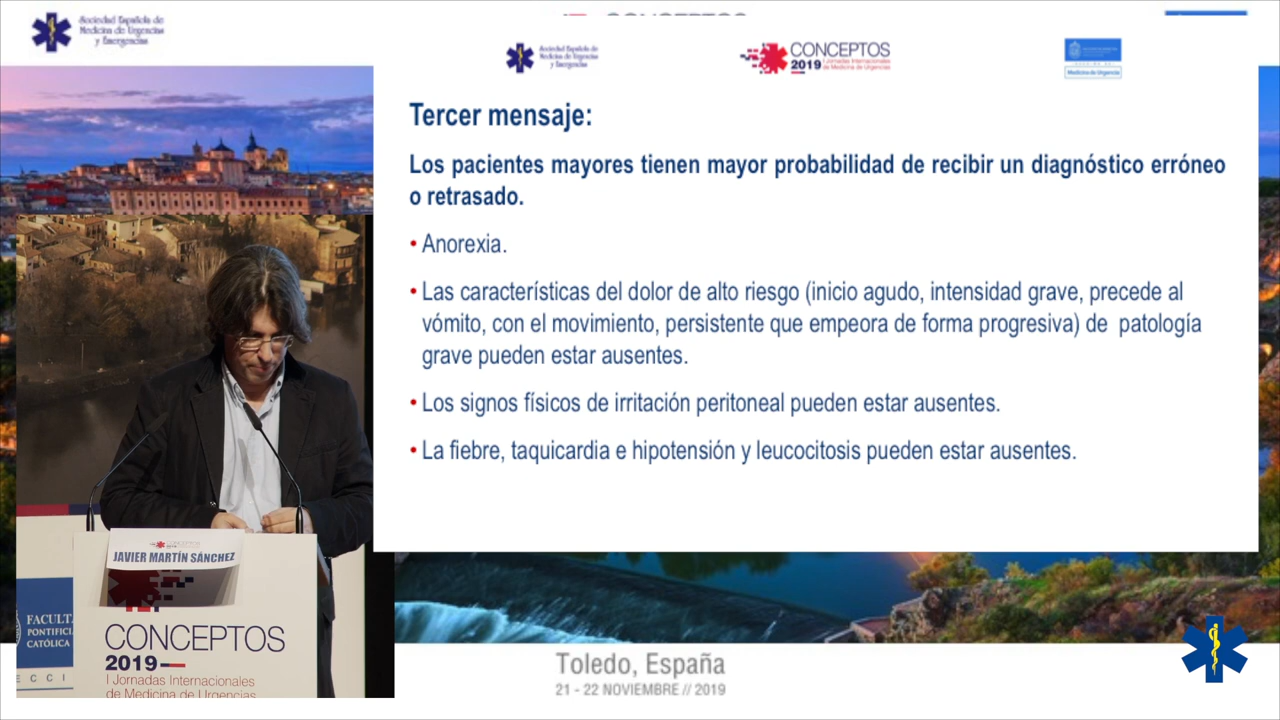 Sociedad Española de
Medicina de Urgencias
y Emergencias
CONCEPTOS
Sociedad Española de
Medicina de Urgencias
y Emergencias
CONCEPTOS
2019 I Jornadas Internacionales
de Medicina de Urgencias
Medicina de Urgencia
Tercer mensaje:
Los pacientes mayores tienen mayor probabilidad de recibir un diagnóstico erróneo
o retrasado.
• Anorexia.
• Las características del dolor de alto riesgo (inicio agudo, intensidad grave, precede al
vómito, con el movimiento, persistente que empeora de forma progresiva) de patología
grave pueden estar ausentes.
• Los signos físicos de irritación peritoneal pueden estar ausentes.
• La fiebre, taquicardia e hipotensión y leucocitosis pueden estar ausentes.
JAVIER MARTÍN SÁNCHEZ
FACULT
PONTIFIC
CATÓLICA
ECCI
CONCEPTOS
2019
I Jornadas Internacionales
de Medicina de Urgencias
Toledo, España
21 - 22 NOVIEMBRE // 2019